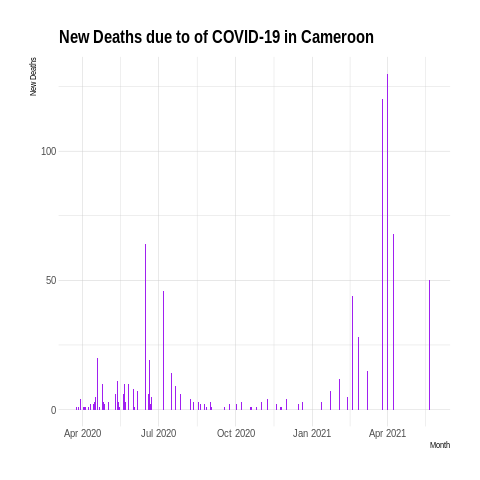 New Deaths due to of COVID-19 in Cameroon
New Deaths
100
50
0
Apr 2020 Jul 2020 Oct 2020 Jan 2021 Apr 2021
Month